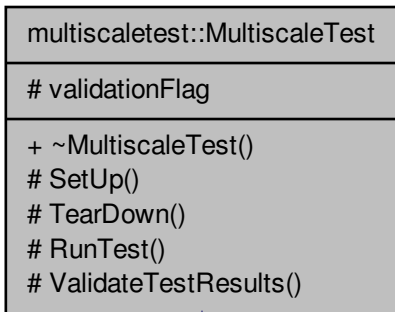 multiscaletest::MultiscaleTest
# validationFlag
+ ~MultiscaleTest()
# SetUp()
# TearDown()
# RunTest()
# ValidateTestResults()